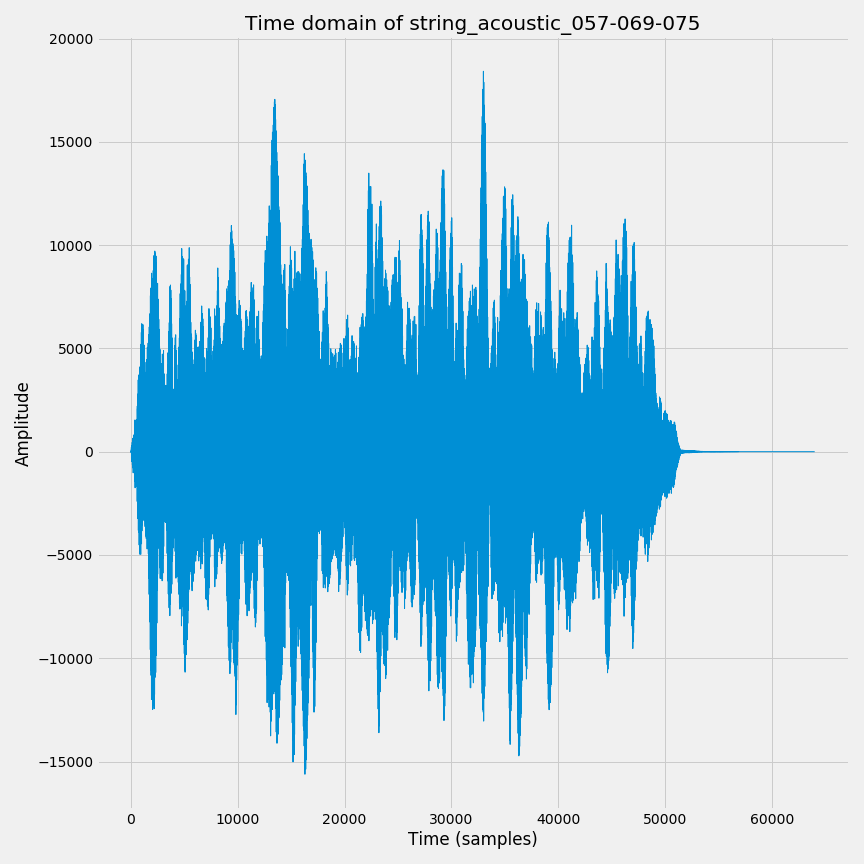 Time domain of string_acoustic_057-069-075
20000
15000
10000
5000
0
−5000
−10000
−15000
Amplitude
0 10000 20000 30000 40000 50000 60000
Time (samples)